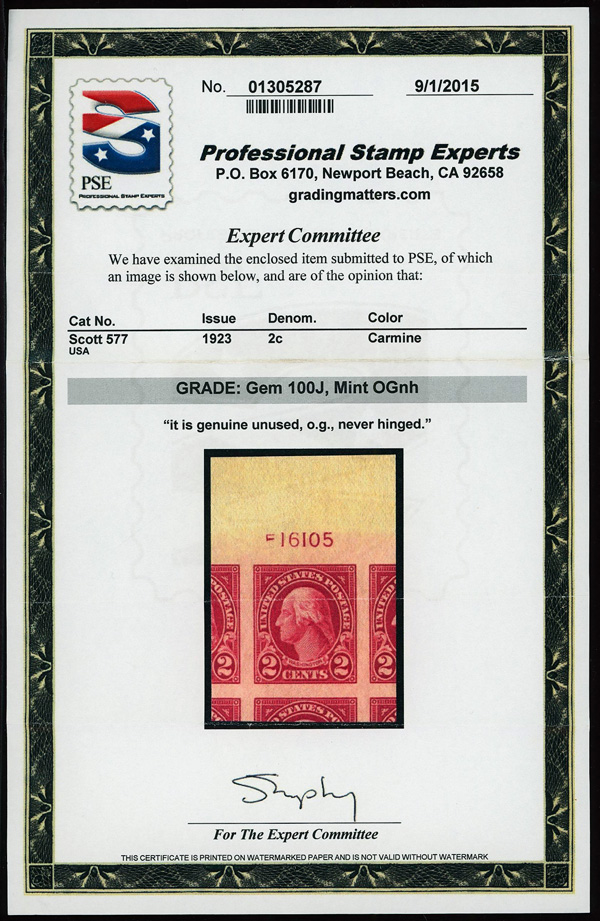 No. 01305287 9/1/2015
S
PSE
PROFESSIONAL STAMP EXPERTS
Professional Stamp Experts
P.O. Box 6170, Newport Beach, CA 92658
gradingmatters.com
Expert Committee
We have examined the enclosed item submitted to PSE, of which
an image is shown below, and are of the opinion that:
Cat No. Issue Denom. Color
Scott 577 1923 2c Carmine
USA
GRADE: Gem 100J, Mint OGnh
“it is genuine unused, o.g., never hinged.”
F16105
UNITED STATES POSTAGE
WASHINGTON
2 CENTS 2
For The Expert Committee
THIS CERTIFICATE IS PRINTED ON WATERMARKED PAPER AND IS NOT VALID WITHOUT WATERMARK